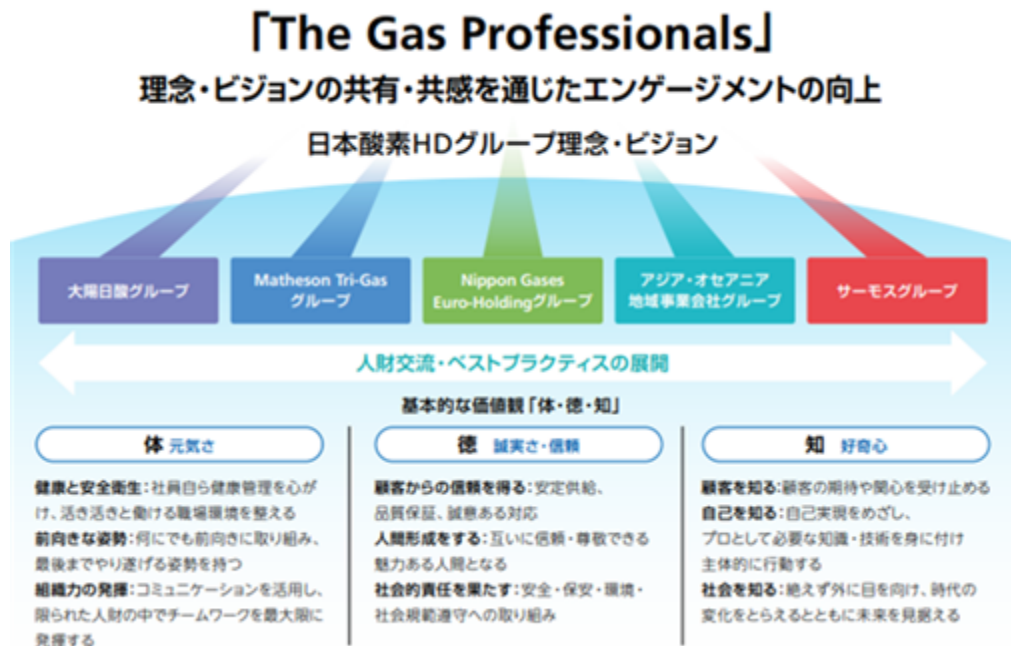 「The Gas Professionals」
理念・ビジョンの共有・共感を通じたエンゲージメントの向上
日本酸素HDグループ理念・ビジョン
大陽日酸グループ
Matheson Tri-Gas
グループ
Nippon Gases
Euro-Holdingグループ
アジア・オセアニア
地域事業会社グループ
サーモスグループ
人財交流・ベストプラクティスの展開
基本的な価値観「体・徳・知」
体 元気さ
健康と安全衛生：社員自ら健康管理を心が
け、活き活きと働ける職場環境を整える
前向きな姿勢：何にでも前向きに取り組み、
最後までやり遂げる姿勢を持つ
組織力の発揮：コミュニケーションを活用し、
限られた人財の中でチームワークを最大限に
発揮する
徳 誠実さ・信頼
顧客からの信頼を得る：安定供給、
品質保証、誠意ある対応
人間形成をする：互いに信頼・尊敬できる
魅力ある人間となる
社会的責任を果たす：安全・保安・環境・
社会規範遵守への取り組み
知 好奇心
顧客を知る：顧客の期待や関心を受け止める
自己を知る：自己実現をめざし、
プロとして必要な知識・技術を身に付け
主体的に行動する
社会を知る：絶えず外に目を向け、時代の
変化をとらえるとともに未来を見据える